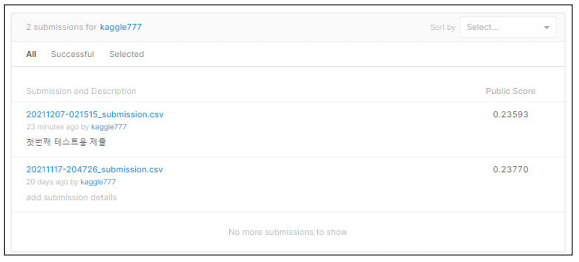 2 submissions for kaggle777
Sort by Select...
All Successful Selected
Submission and Description Public Score
20211207-021515_submission.csv 0.23593
23 minutes ago by kaggle777
첫번째 테스트용 제출
20211117-204726_submission.csv 0.23770
20 days ago by kaggle777
add submission details
No more submissions to show